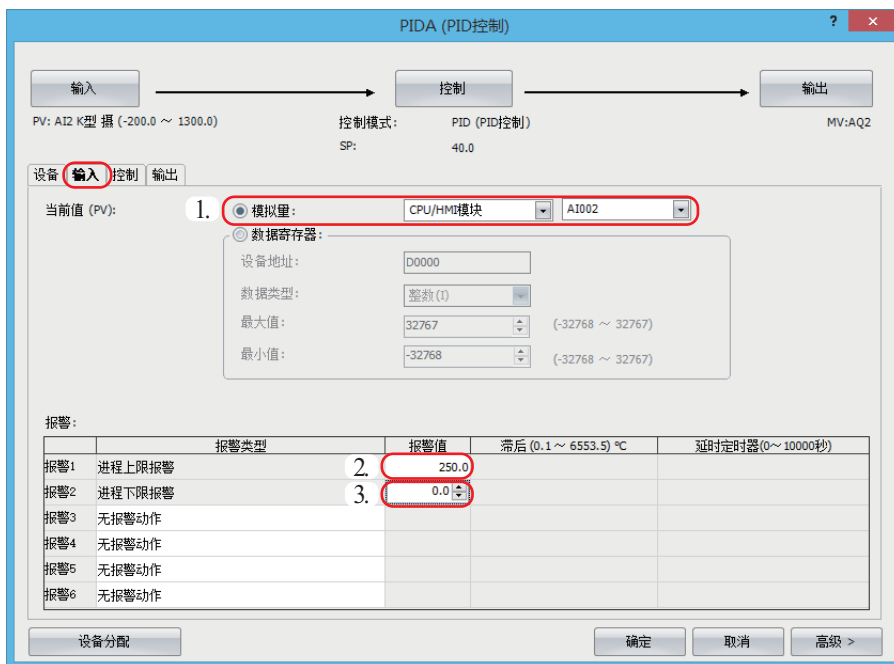 PIDA (PID控制)
? ×
输入 控制 输出
PV: AI2 K型 摄 (-200.0 ～ 1300.0) 控制模式: PID (PID控制) MV:AQ2
SP: 40.0
设备 输入 控制 输出
当前值 (PV): 1. 模拟量: CPU/HMI模块 AI002
数据寄存器:
设备地址: D0000
数据类型: 整数(I)
最大值: 32767 (-32768 ～ 32767)
最小值: -32768 (-32768 ～ 32767)
报警:
报警类型 报警值 滞后 (0.1～ 6553.5) ºC 延时定时器(0～10000秒)
报警1 进程上限报警 2. 250.0
报警2 进程下限报警 3. 0.0
报警3 无报警动作
报警4 无报警动作
报警5 无报警动作
报警6 无报警动作
设备分配 确定 取消 高级 >